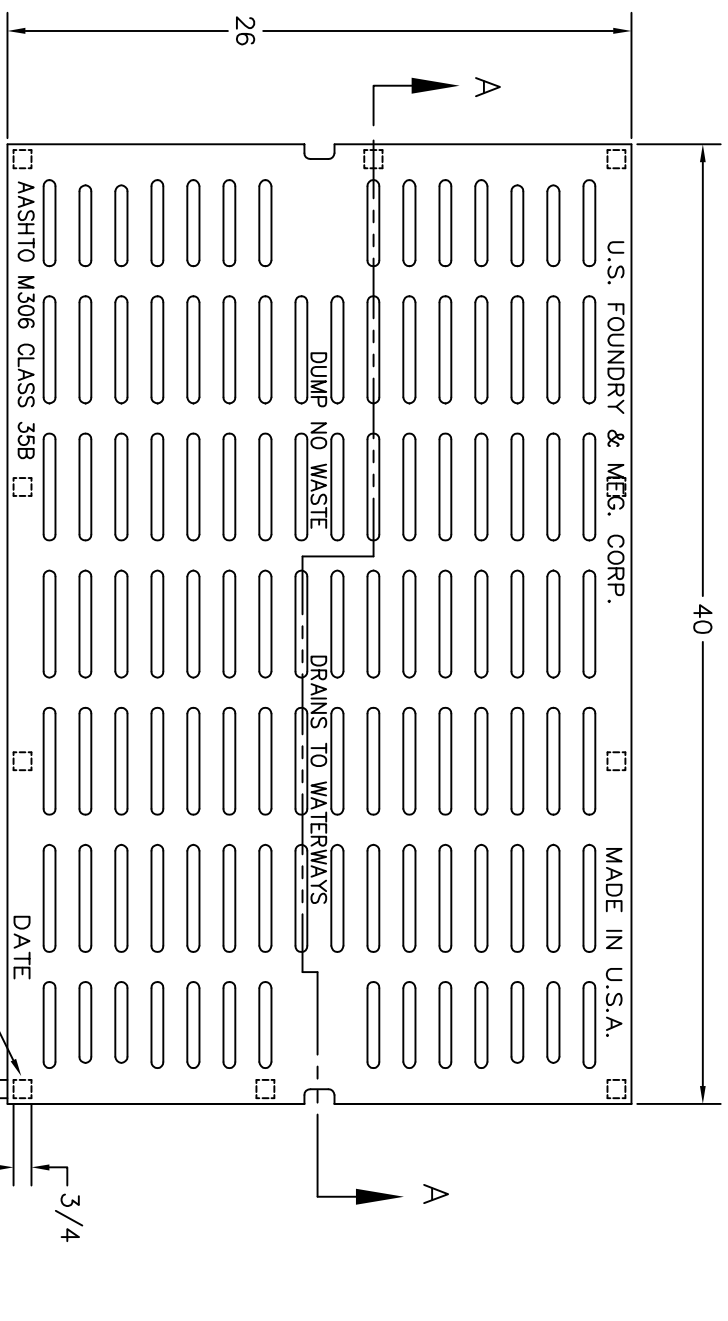 40
26
A
A
U.S. FOUNDRY & MFG. CORP.
MADE IN U.S.A.
DUMP NO WASTE
DRAINS TO WATERWAYS
AASHTO M306 CLASS 35B
DATE
3/4